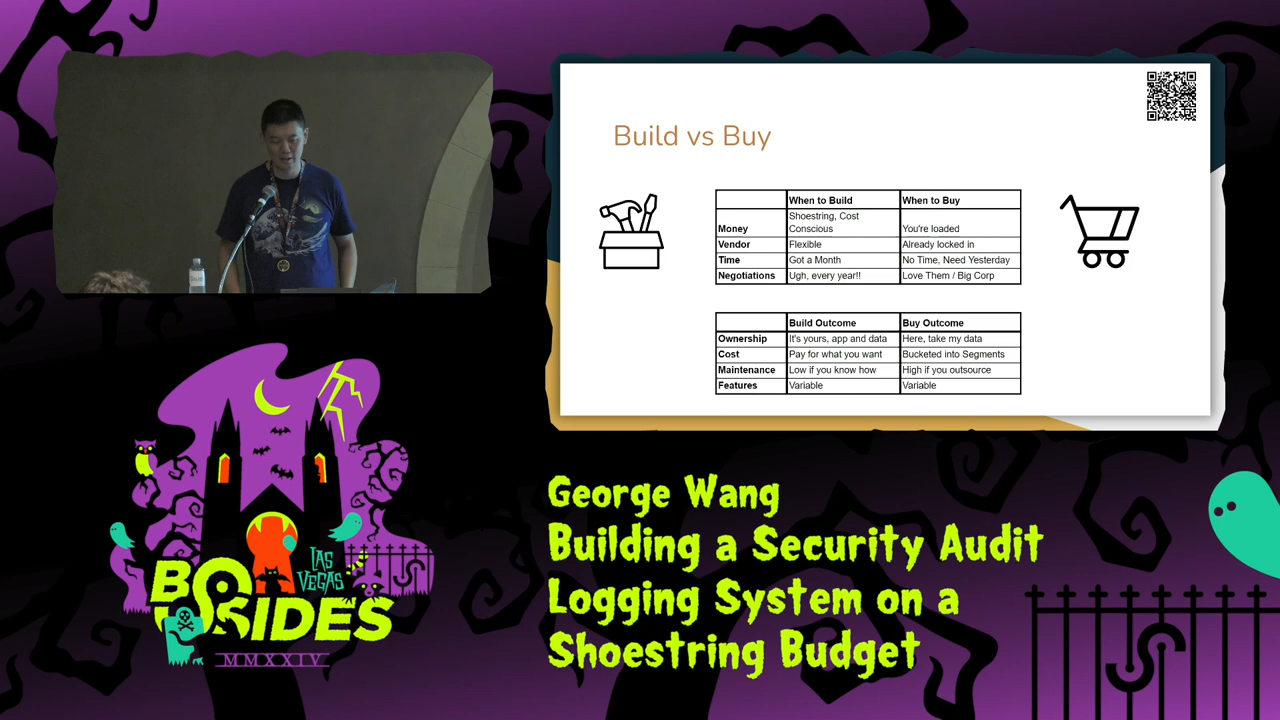 Build vs Buy
When to Build When to Buy
Money Shoestring, Cost Conscious You're loaded
Vendor Flexible Already locked in
Time Got a Month No Time, Need Yesterday
Negotiations Ugh, every year!! Love Them / Big Corp
Build Outcome Buy Outcome
Ownership It's yours, app and data Here, take my data
Cost Pay for what you want Bucketed into Segments
Maintenance Low if you know how High if you outsource
Features Variable Variable
LAS
VEGAS
BSIDES
MMXXIV
George Wang
Building a Security Audit
Logging System on a
Shoestring Budget